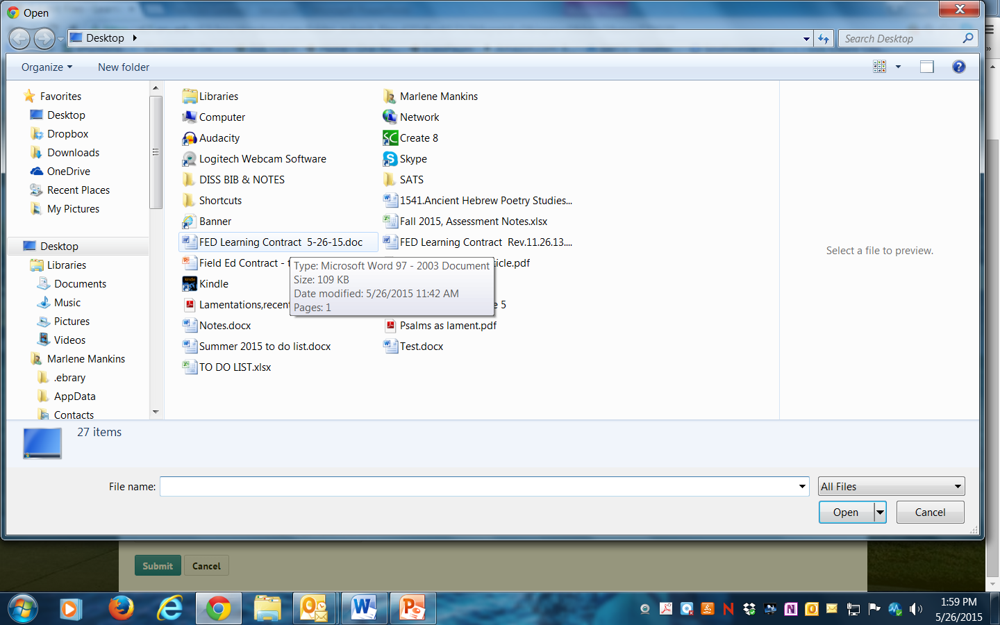 Open
Desktop
Search Desktop
Organize
New folder
Favorites
Desktop
Dropbox
Downloads
OneDrive
Recent Places
My Pictures
Desktop
Libraries
Documents
Music
Pictures
Videos
Marlene Mankins
.ebrary
AppData
Contacts
Libraries
Computer
Audacity
Logitech Webcam Software
DISS BIB & NOTES
Shortcuts
Banner
FED Learning Contract 5-26-15.doc
Field Ed Contract -
Kindle
Lamentations,recent
Notes.docx
Summer 2015 to do list.docx
TO DO LIST.xlsx
Marlene Mankins
Network
Create 8
Skype
SATS
1541.Ancient Hebrew Poetry Studies...
Fall 2015, Assessment Notes.xlsx
FED Learning Contract Rev.11.26.13....
icle.pdf
e 5
Psalms as lament.pdf
Test.docx
Type: Microsoft Word 97 - 2003 Document
Size: 109 KB
Date modified: 5/26/2015 11:42 AM
Pages: 1
Select a file to preview.
27 items
File name:
All Files
Open
Cancel
Submit
Cancel
1:59 PM
5/26/2015